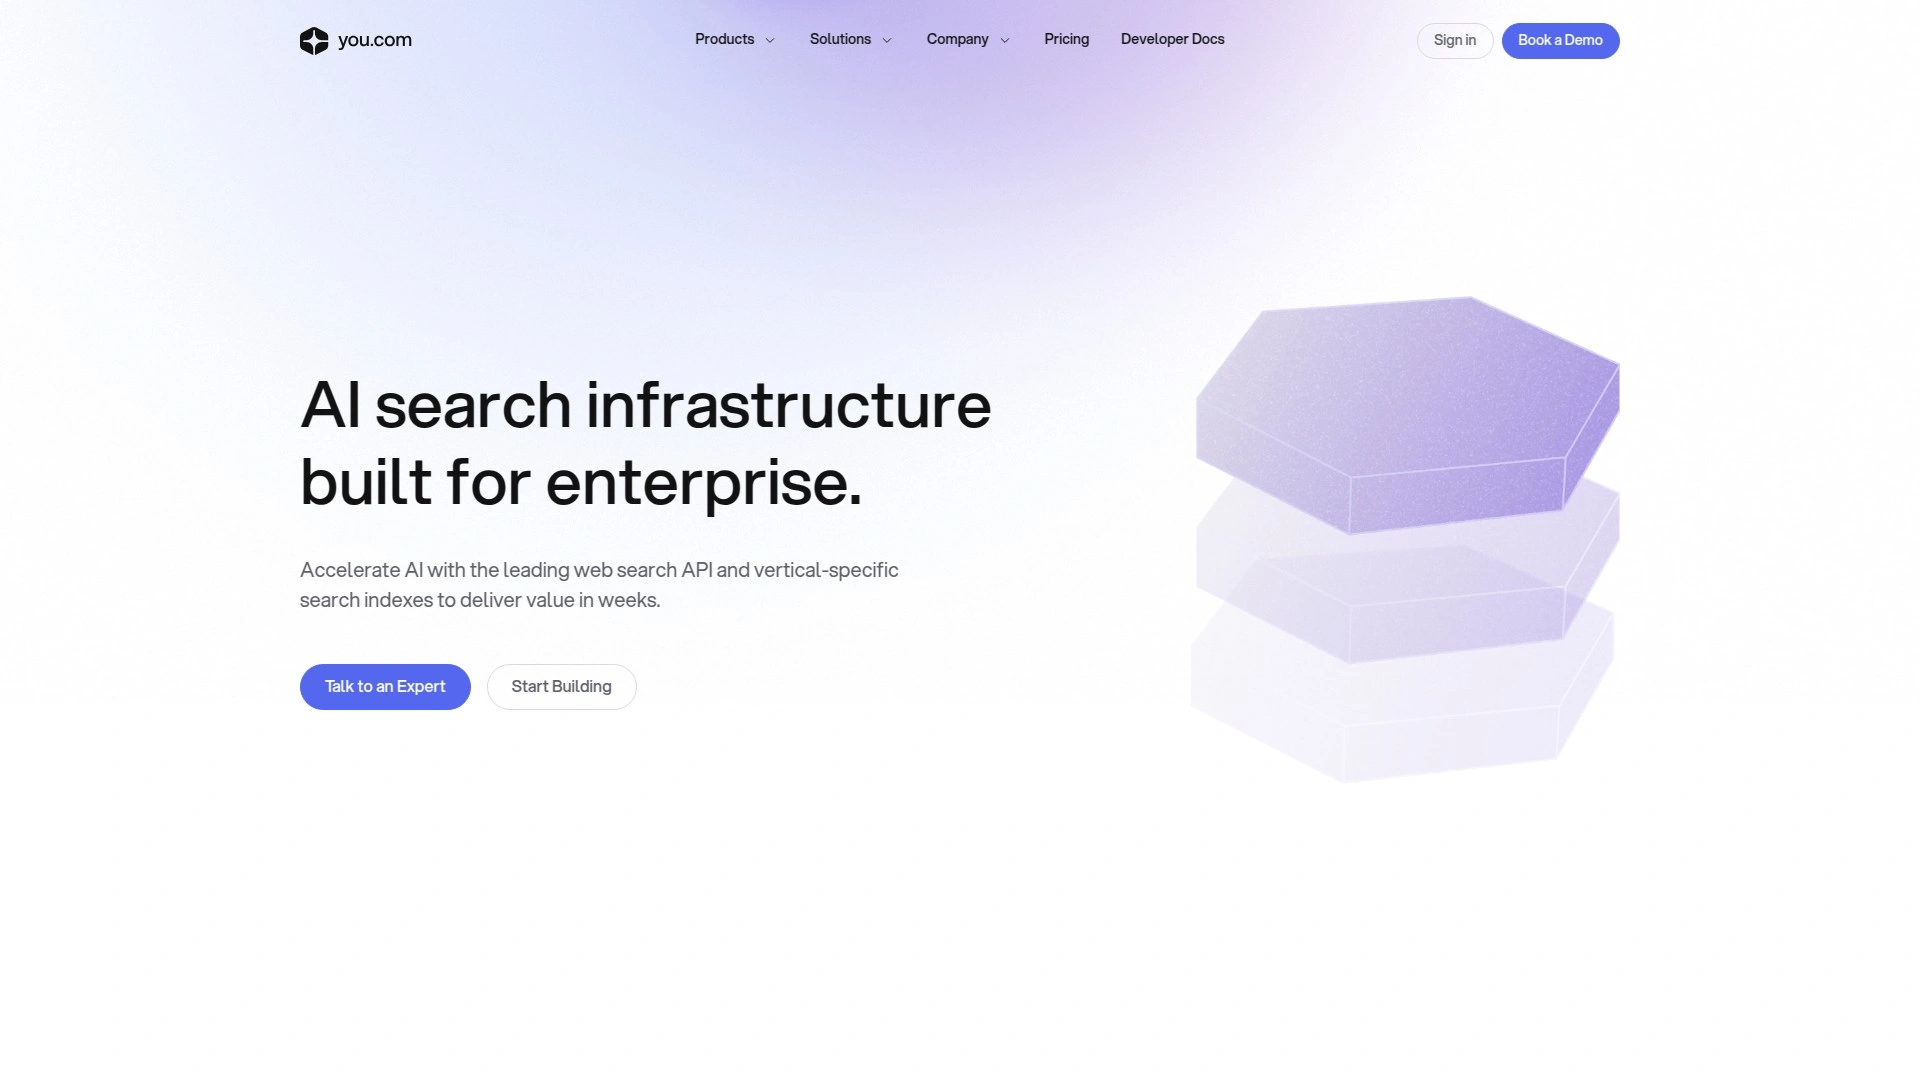 you.com
Products
Solutions
Company
Pricing
Developer Docs
Sign in
Book a Demo
AI search infrastructure
built for enterprise.
Accelerate AI with the leading web search API and vertical-specific
search indexes to deliver value in weeks.
Talk to an Expert
Start Building